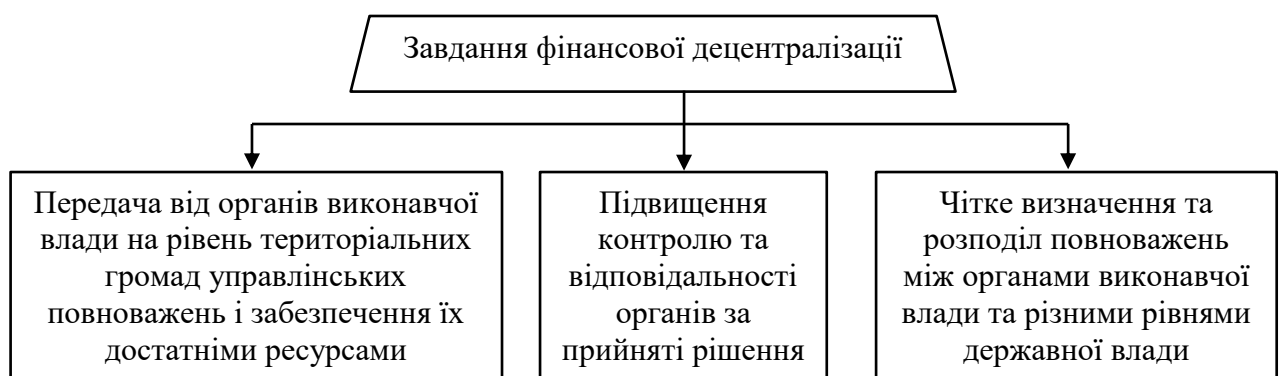 Завдання фінансової децентралізації
Передача від органів виконавчої
влади на рівень територіальних
громад управлінських
повноважень і забезпечення їх
достатніми ресурсами
Підвищення
контролю та
відповідальності
органів за
прийняті рішення
Чітке визначення та
розподіл повноважень
між органами виконавчої
влади та різними рівнями
державної влади